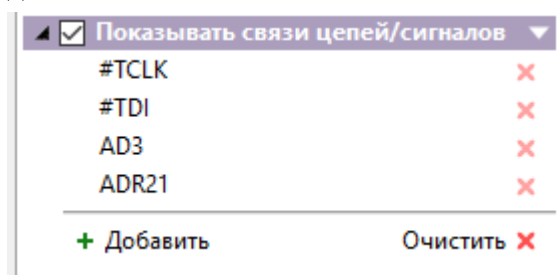 Показывать связи цепей/сигналов
#TCLK
#TDI
AD3
ADR21
Добавить Очистить